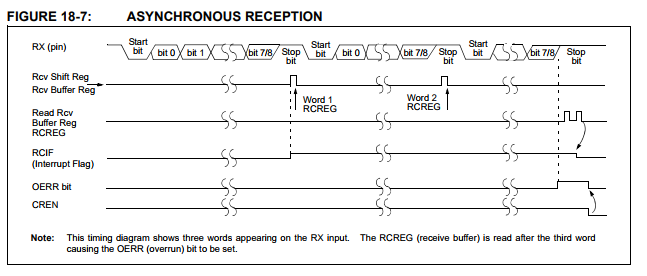 FIGURE 18-7: ASYNCHRONOUS RECEPTION
RX (pin)
Start
bit
bit 0
bit 1
bit 7/8
Stop
bit
Start
bit
bit 0
bit 7/8
Stop
bit
Start
bit
bit 7/8
Stop
bit
Rcv Shift Reg
Rcv Buffer Reg
Word 1
RCREG
Word 2
RCREG
Read Rcv
Buffer Reg
RCREG
RCIF
(Interrupt Flag)
OERR bit
CREN
Note: This timing diagram shows three words appearing on the RX input. The RCREG (receive buffer) is read after the third word
causing the OERR (overrun) bit to be set.